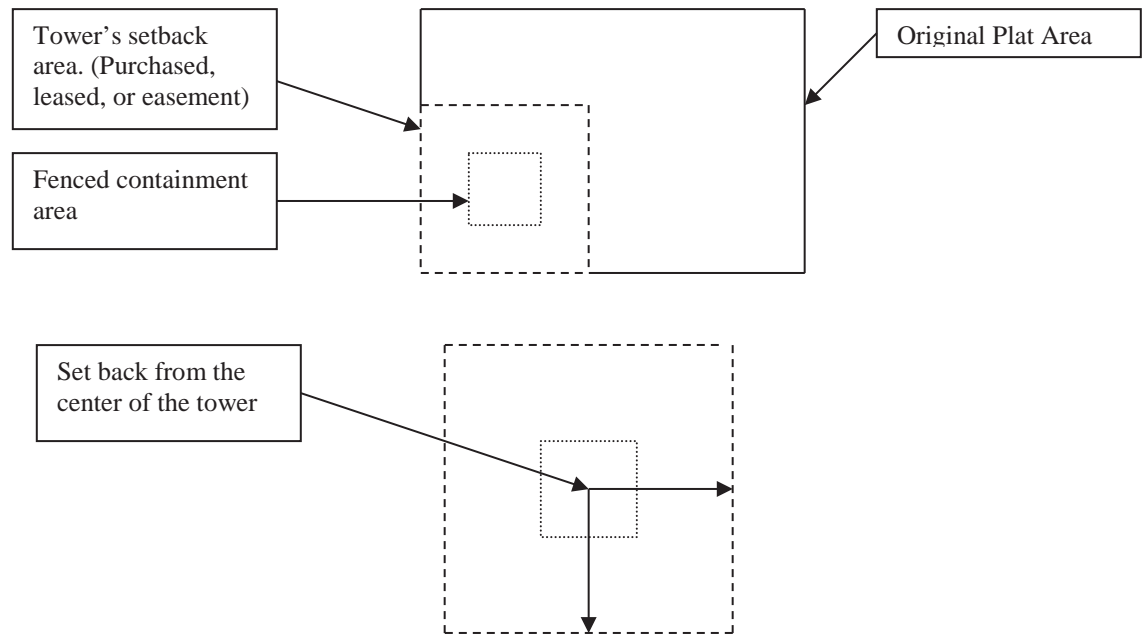 Tower’s setback
area. (Purchased,
leased, or easement)
Original Plat Area
Fenced containment
area
Set back from the
center of the tower